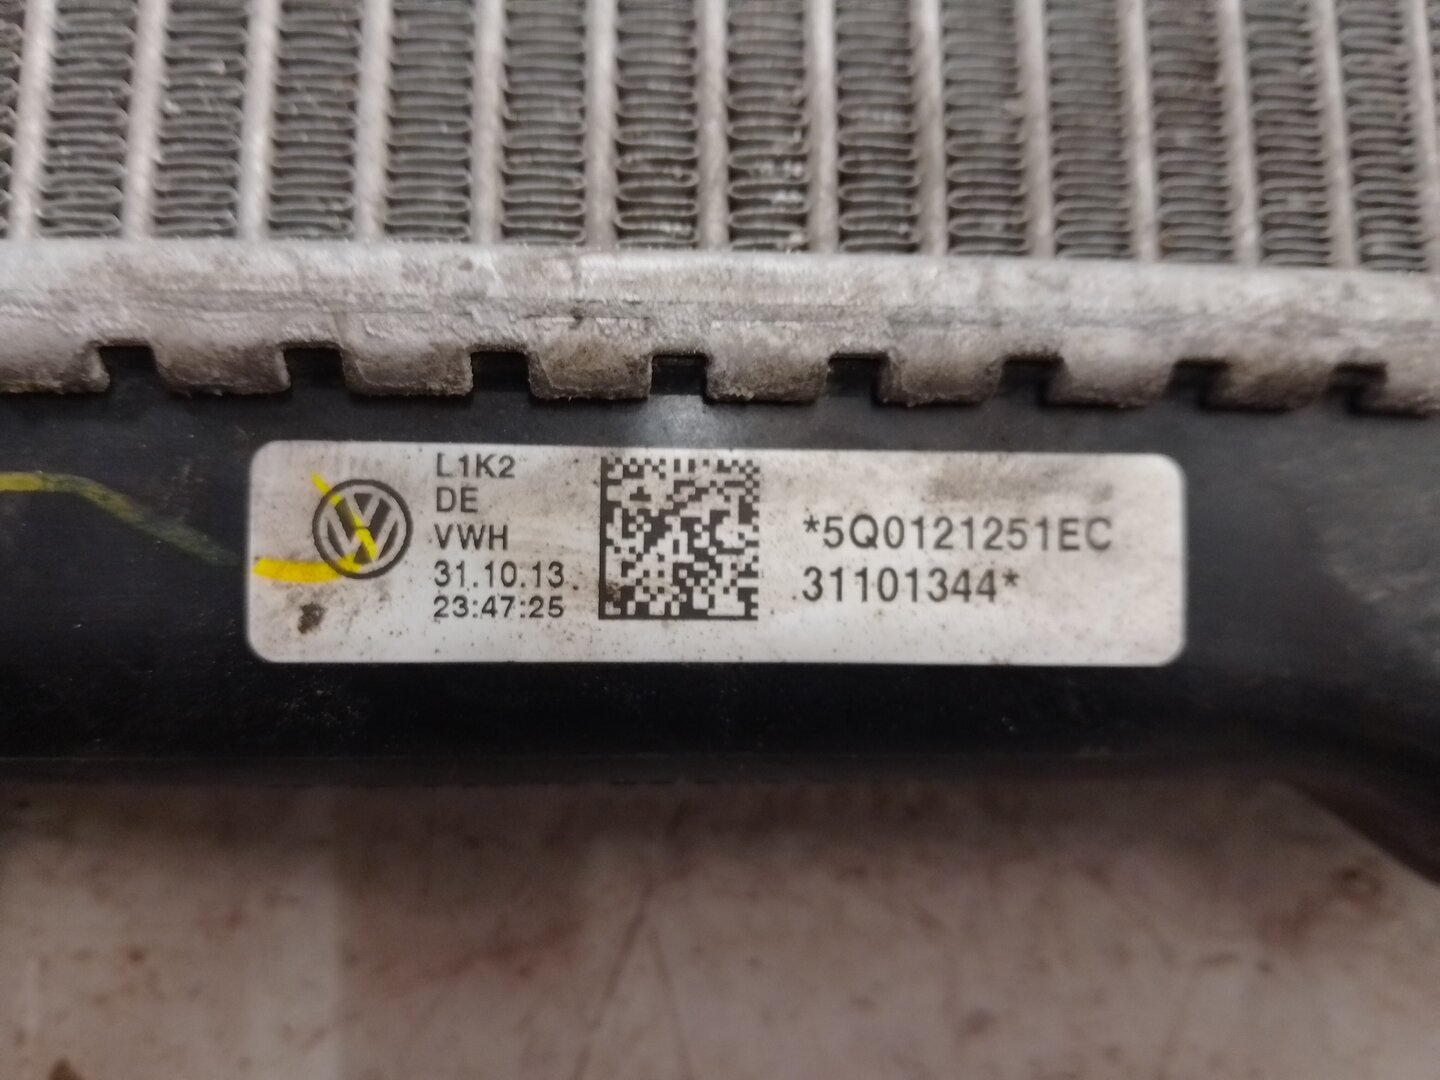 L1K2
DE
VWH
31.10.13
23:47:25
*5Q0121251EC
31101344*